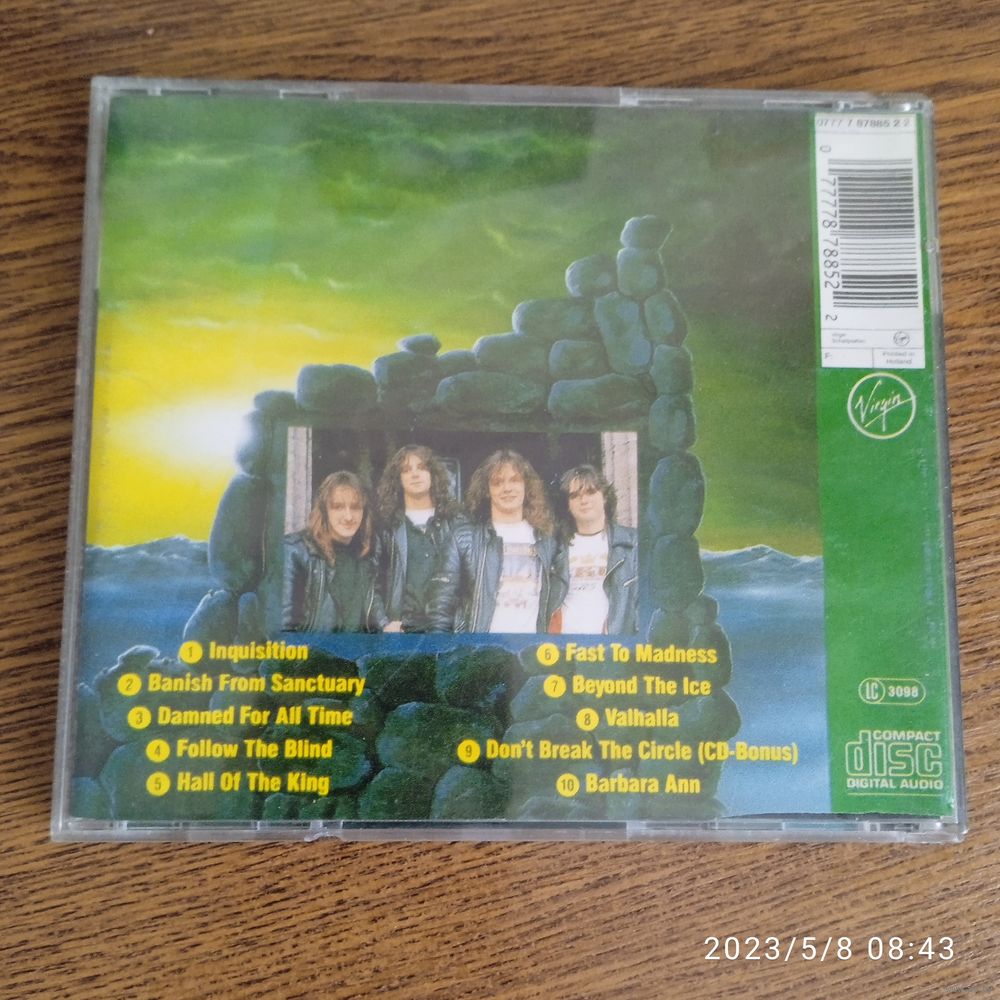 0777 7 87885 2 2
0 77778 78852 2
Virgin
Schallplatten
F:
Printed in
Holland.
Virgin
1 Inquisition
2 Banish From Sanctuary
3 Damned For All Time
4 Follow The Blind
5 Hall Of The King
6 Fast To Madness
7 Beyond The Ice
8 Valhalla
9 Don't Break The Circle (CD-Bonus)
10 Barbara Ann
LC 3098
COMPACT
disc
DIGITAL AUDIO
2023/5/8 08:43